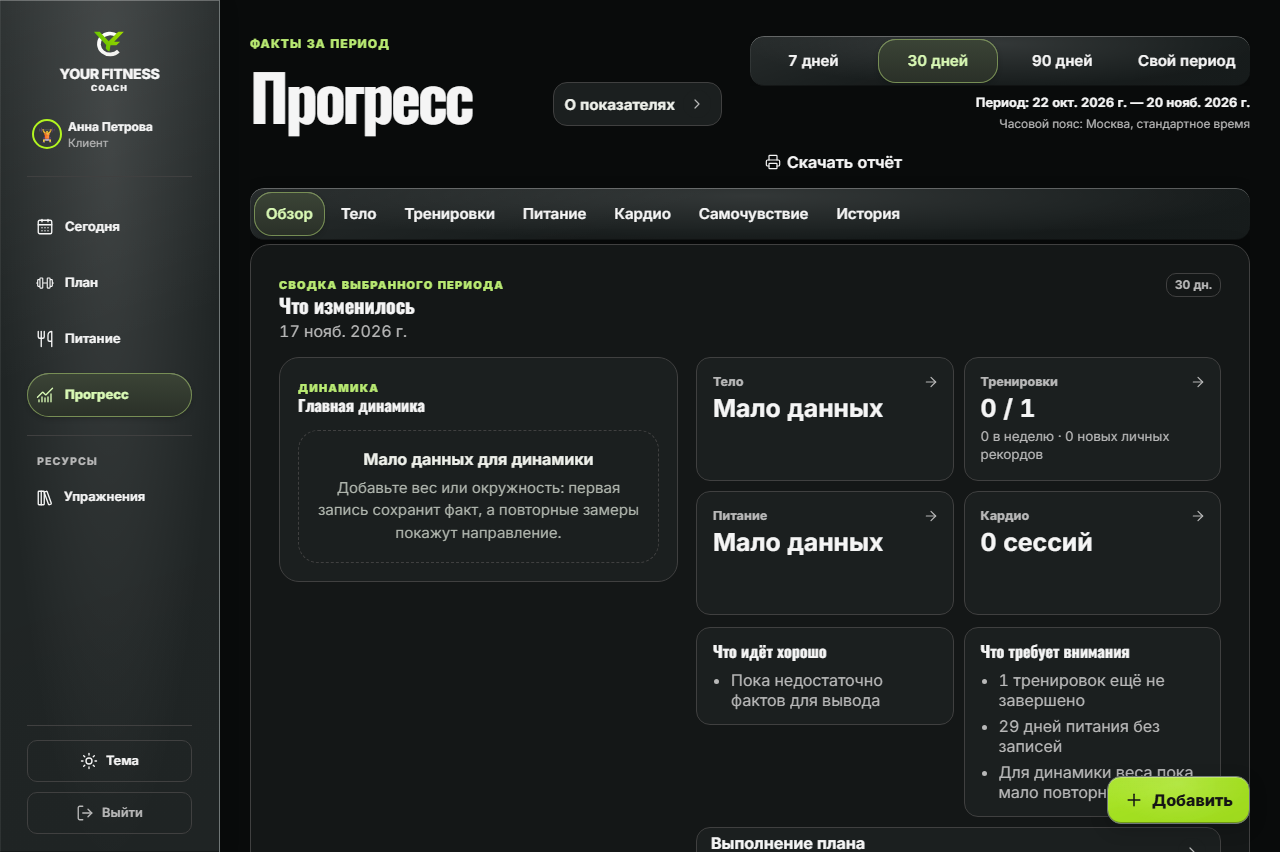 YOUR FITNESS
COACH
Анна Петрова
Клиент
Сегодня
План
Питание
Прогресс
РЕСУРСЫ
Упражнения
Тема
Выйти
ФАКТЫ ЗА ПЕРИОД
Прогресс
О показателях
7 дней
30 дней
90 дней
Свой период
Период: 22 окт. 2026 г. — 20 нояб. 2026 г.
Часовой пояс: Москва, стандартное время
Скачать отчёт
Обзор
Тело
Тренировки
Питание
Кардио
Самочувствие
История
СВОДКА ВЫБРАННОГО ПЕРИОДА
Что изменилось
17 нояб. 2026 г.
30 дн.
ДИНАМИКА
Главная динамика
Мало данных для динамики
Добавьте вес или окружность: первая
запись сохранит факт, а повторные замеры
покажут направление.
Тело
Мало данных
Тренировки
0 / 1
0 в неделю · 0 новых личных
рекордов
Питание
Мало данных
Кардио
0 сессий
Что идёт хорошо
• Пока недостаточно
фактов для вывода
Что требует внимания
• 1 тренировок ещё не
завершено
• 29 дней питания без
записей
• Для динамики веса пока
мало
Добавить
Выполнение плана